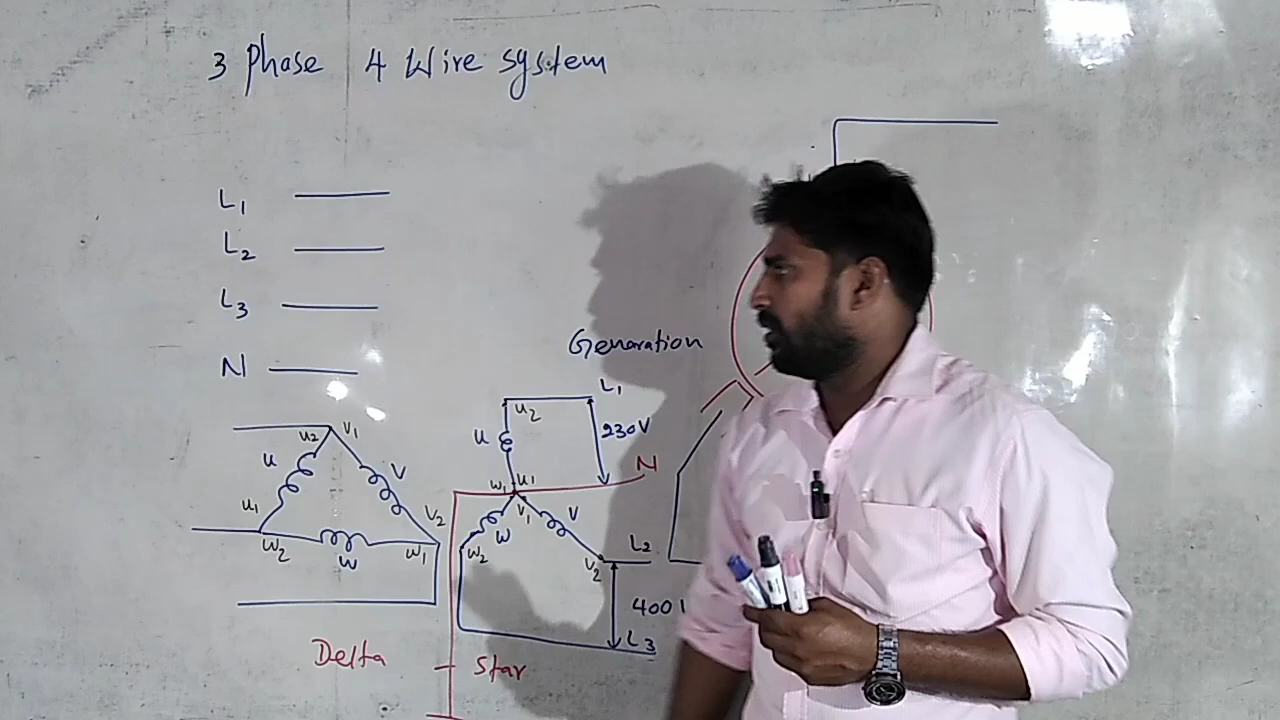 3 Phase 4 Wire system
L1
L2
L3
N
Genaration
L1
U2
230V
U
N
W1 U1
V1
W
V
W2
V2
L2
400
L3
U2 V1
U
V
U1
V2
W2
W1
W
Delta
Star